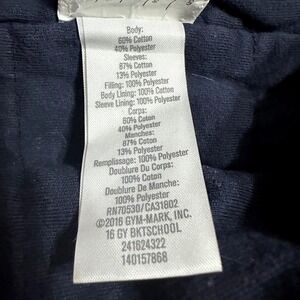 Body:
60% Cotton
40% Polyester
Sleeves:
87% Cotton
13% Polyester
Filling: 100% Polyester
Body Lining: 100% Cotton
Sleeve Lining: 100% Polyester
Corps:
60% Coton
40% Polyester
Manches:
87% Coton
13% Polyester
Remplissage: 100% Polyester
Doublure Du Corps:
100% Coton
Doublure De Manche:
100% Polyester
RN70530/CA31802
©2016 GYM-MARK, INC.
16 GY BKTSCHOOL
241624322
140157868